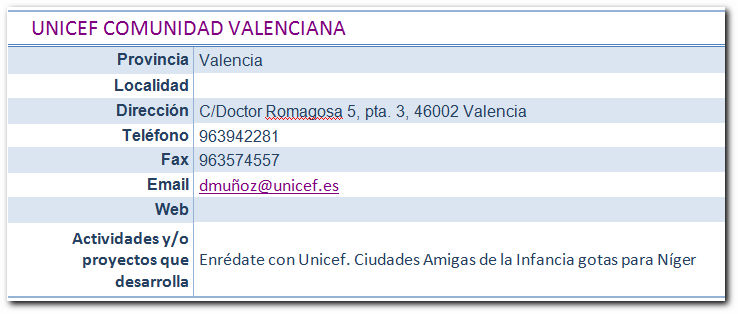 UNICEF COMUNIDAD VALENCIANA
Provincia Valencia
Localidad
Dirección C/Doctor Romagosa 5, pta. 3, 46002 Valencia
Teléfono 963942281
Fax 963574557
Email dmuñoz@unicef.es
Web
Actividades y/o
proyectos que
desarrolla
Enrédate con Unicef. Ciudades Amigas de la Infancia gotas para Níger